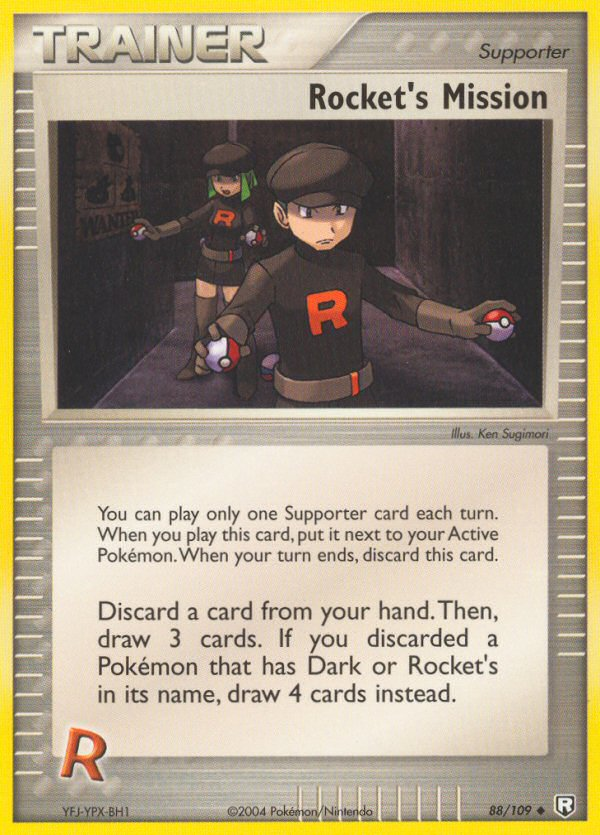 TRAINER
Supporter
Rocket's Mission
WANTED
R
R
Illus. Ken Sugimori
You can play only one Supporter card each turn.
When you play this card, put it next to your Active
Pokémon. When your turn ends, discard this card.
Discard a card from your hand. Then,
draw 3 cards. If you discarded a
Pokémon that has Dark or Rocket's
in its name, draw 4 cards instead.
R
YFJ-YPX-BH1
©2004 Pokémon/Nintendo
88/109
R